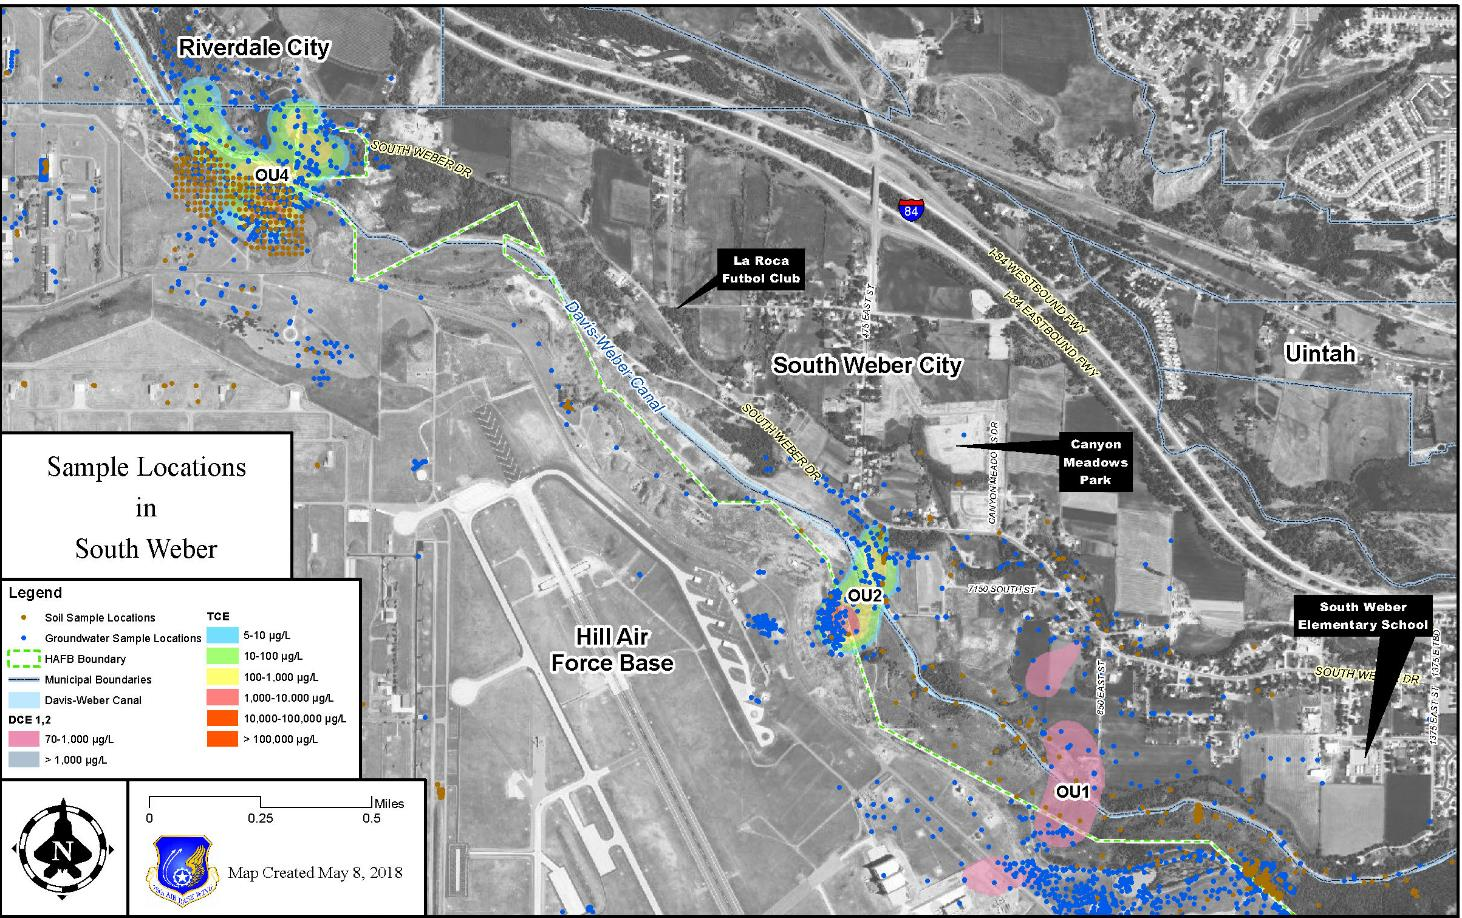 Riverdale City
OU4
SOUTH WEBER DR
84
La Roca
Futbol Club
475 EAST ST
I-84 WESTBOUND FWY
I-84 EASTBOUND FWY
Davis-Weber Canal
South Weber City
Uintah
SOUTH WEBER DR
CANYON MEADOWS DR
Canyon
Meadows
Park
OU2
7150 SOUTH ST
Hill Air
Force Base
South Weber
Elementary School
SOUTH WEBER DR
850 EAST ST
1375 EAST ST
1375 E TBD
OU1
Sample Locations
in
South Weber
Legend
Soil Sample Locations
Groundwater Sample Locations
HAFB Boundary
Municipal Boundaries
Davis-Weber Canal
DCE 1,2
70-1,000 µg/L
> 1,000 µg/L
TCE
5-10 µg/L
10-100 µg/L
100-1,000 µg/L
1,000-10,000 µg/L
10,000-100,000 µg/L
> 100,000 µg/L
N
Miles
0 0.25 0.5
Map Created May 8, 2018